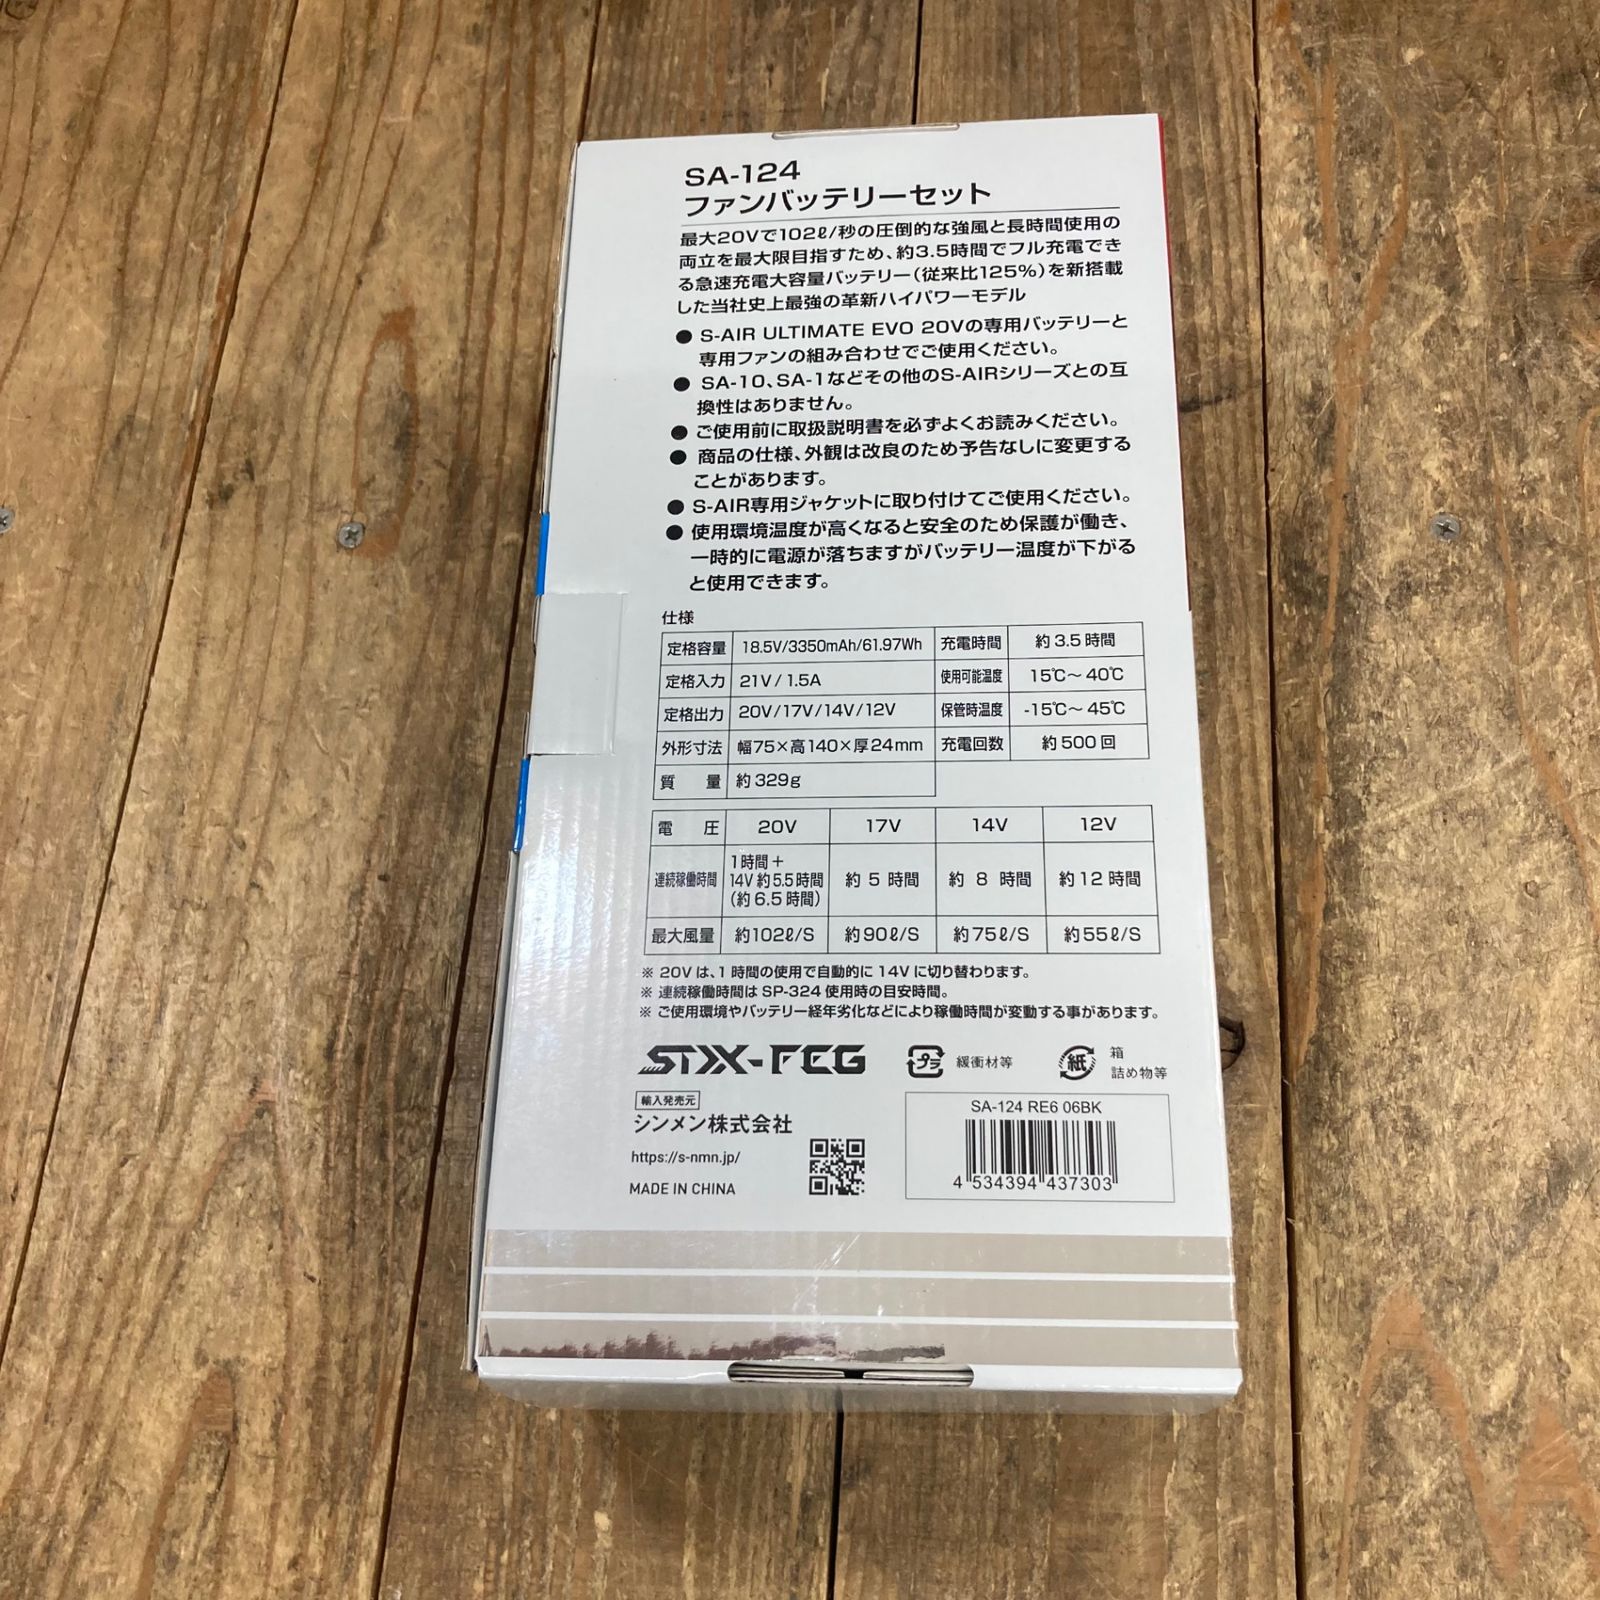 SA-124
ファンバッテリーセット
最大20Vで102ℓ/秒の圧倒的な強風と長時間使用の
両立を最大限目指すため、約3.5時間でフル充電でき
る急速充電大容量バッテリー(従来比125%)を新搭載
した当社史上最強の革新ハイパワーモデル
● S-AIR ULTIMATE EVO 20Vの専用バッテリーと
専用ファンの組み合わせでご使用ください。
● SA-10、SA-1などその他のS-AIRシリーズとの互
換性はありません。
● ご使用前に取扱説明書を必ずよくお読みください。
● 商品の仕様、外観は改良のため予告なしに変更する
ことがあります。
● S-AIR専用ジャケットに取り付けてご使用ください。
● 使用環境温度が高くなると安全のため保護が働き、
一時的に電源が落ちますがバッテリー温度が下がる
と使用できます。
仕様
定格容量 18.5V/3350mAh/61.97Wh 充電時間 約3.5時間
定格入力 21V / 1.5A 使用可能温度 15℃～40℃
定格出力 20V/17V/14V/12V 保管時温度 -15℃～45℃
外形寸法 幅75×高140×厚24mm 充電回数 約500回
質 量 約329g
電 圧 20V 17V 14V 12V
連続稼働時間 1時間+ 14V 約5.5時間 (約6.5時間) 約 5 時間 約 8 時間 約12時間
最大風量 約102ℓ/S 約90ℓ/S 約75ℓ/S 約55ℓ/S
※ 20Vは、1時間の使用で自動的に14Vに切り替わります。
※ 連続稼働時間はSP-324使用時の目安時間。
※ ご使用環境やバッテリー経年劣化などにより稼働時間が変動する事があります。
STXX-FEG
プラ 緩衝材等
紙 箱
詰め物等
輸入発売元
シンメン株式会社
https://s-nmn.jp/
MADE IN CHINA
SA-124 RE6 06BK
4 534394 437303